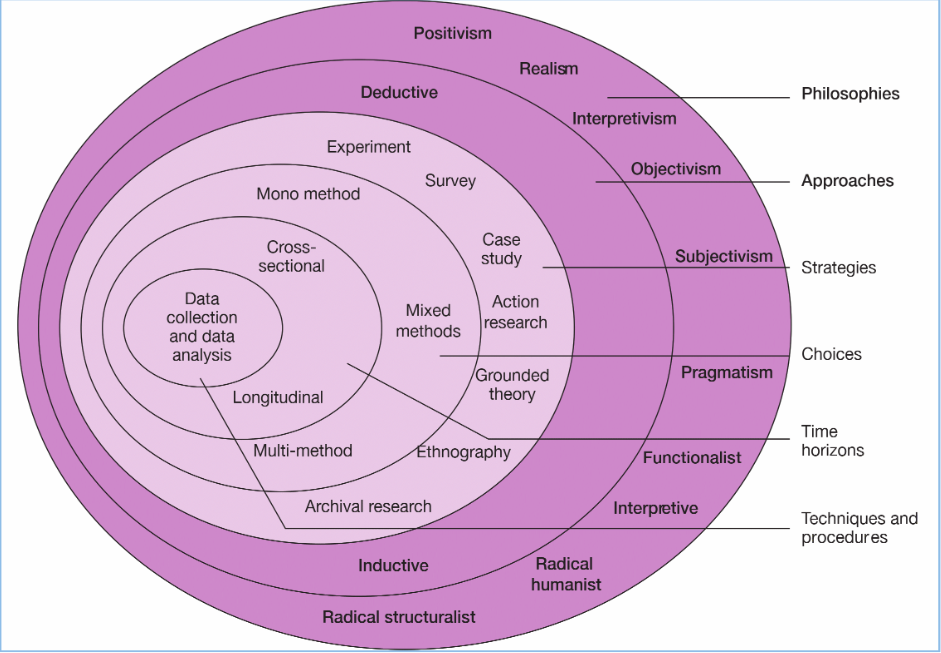 Positivism
Realism
Deductive
Philosophies
Interpretivism
Experiment
Objectivism
Survey
Approaches
Mono method
Case
study
Cross-
sectional
Subjectivism
Strategies
Data
collection
and data
analysis
Mixed
methods
Action
research
Choices
Pragmatism
Grounded
theory
Longitudinal
Time
horizons
Multi-method
Ethnography
Functionalist
Archival research
Interpretive
Techniques and
procedures
Inductive
Radical
humanist
Radical structuralist